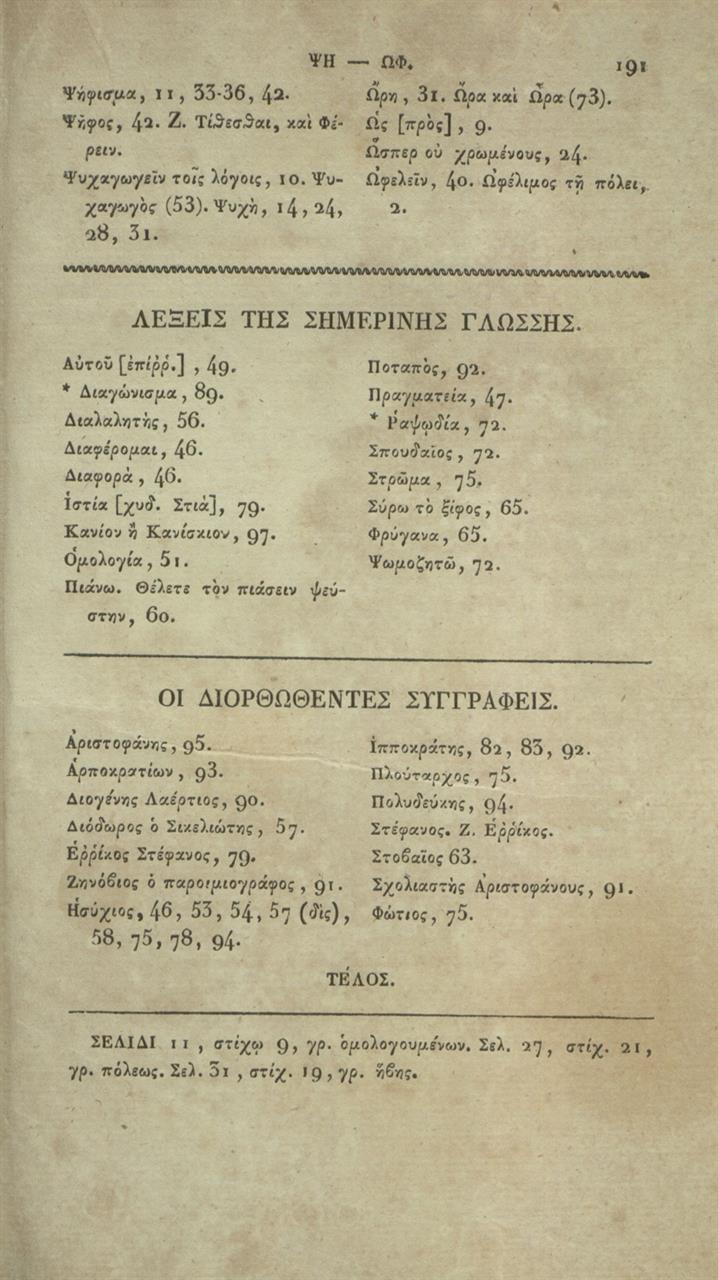 ΨΗ — ΩΦ. 191
Ψήφισμα, 11, 33-36, 42.
Ψῆφος, 42. Ζ. Τίθεσθαι, καὶ Φέ-
ρειν.
Ψυχαγωγεῖν τοῖς λόγοις, 10. Ψυ-
χαγωγὸς (53). Ψυχὴ, 14, 24,
28, 31.
Ὥρη, 31. Ὥρα καὶ Ὦρα (73).
Ὡς [πρὸς], 9.
Ὥσπερ οὐ χρωμένους, 24.
Ὠφελεῖν, 40. Ὠφέλιμος τῇ πόλει,
2.
ΛΕΞΕΙΣ ΤΗΣ ΣΗΜΕΡΙΝΗΣ ΓΛΩΣΣΗΣ.
Αὐτοῦ [ἐπίῤῥ.], 49.
* Διαγώνισμα, 89.
Διαλαλητὴς, 56.
Διαφέρομαι, 46.
Διαφορὰ, 46.
Ἱστία [χυδ. Στιὰ], 79.
Κανίον ἢ Κανίσκιον, 97.
Ὁμολογία, 51.
Πιάνω. Θέλετε τὸν πιάσειν ψεύ-
στην, 60.
Ποταπὸς, 92.
Πραγματεία, 47.
* Ῥαψῳδία, 72.
Σπουδαῖος, 72.
Στρῶμα, 75.
Σύρω τὸ ξίφος, 65.
Φρύγανα, 65.
Ψωμοζητῶ, 72.
ΟΙ ΔΙΟΡΘΩΘΕΝΤΕΣ ΣΥΓΓΡΑΦΕΙΣ.
Ἀριστοφάνης, 95.
Ἁρποκρατίων, 93.
Διογένης Λαέρτιος, 90.
Διόδωρος ὁ Σικελιώτης, 57.
Ἐῤῥίκος Στέφανος, 79.
Ζηνόβιος ὁ παροιμιογράφος, 91.
Ἡσύχιος, 46, 53, 54, 57 (δὶς),
58, 75, 78, 94.
Ἱπποκράτης, 82, 83, 92.
Πλούταρχος, 75.
Πολυδεύκης, 94.
Στέφανος. Ζ. Ἐῤῥίκος.
Στοβαῖος 63.
Σχολιαστὴς Ἀριστοφάνους, 91.
Φώτιος, 75.
ΤΕΛΟΣ.
ΣΕΛΙΔΙ 11, στίχῳ 9, γρ. ὁμολογουμένων. Σελ. 27, στίχ. 21,
γρ. πόλεως. Σελ. 31, στίχ. 19, γρ. ἥβης.